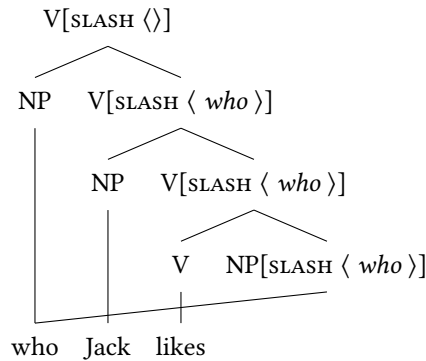 V[SLASH ⟨⟩]
NP V[SLASH ⟨ who ⟩]
NP V[SLASH ⟨ who ⟩]
V NP[SLASH ⟨ who ⟩]
who Jack likes